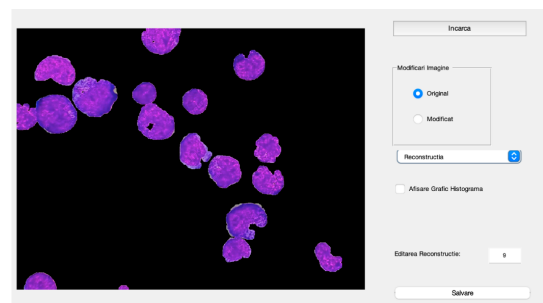 Incarca
Modificari Imagine
Original
Modificat
Reconstructia
Afisare Grafic Histograma
Editarea Reconstructie:
9
Salvare